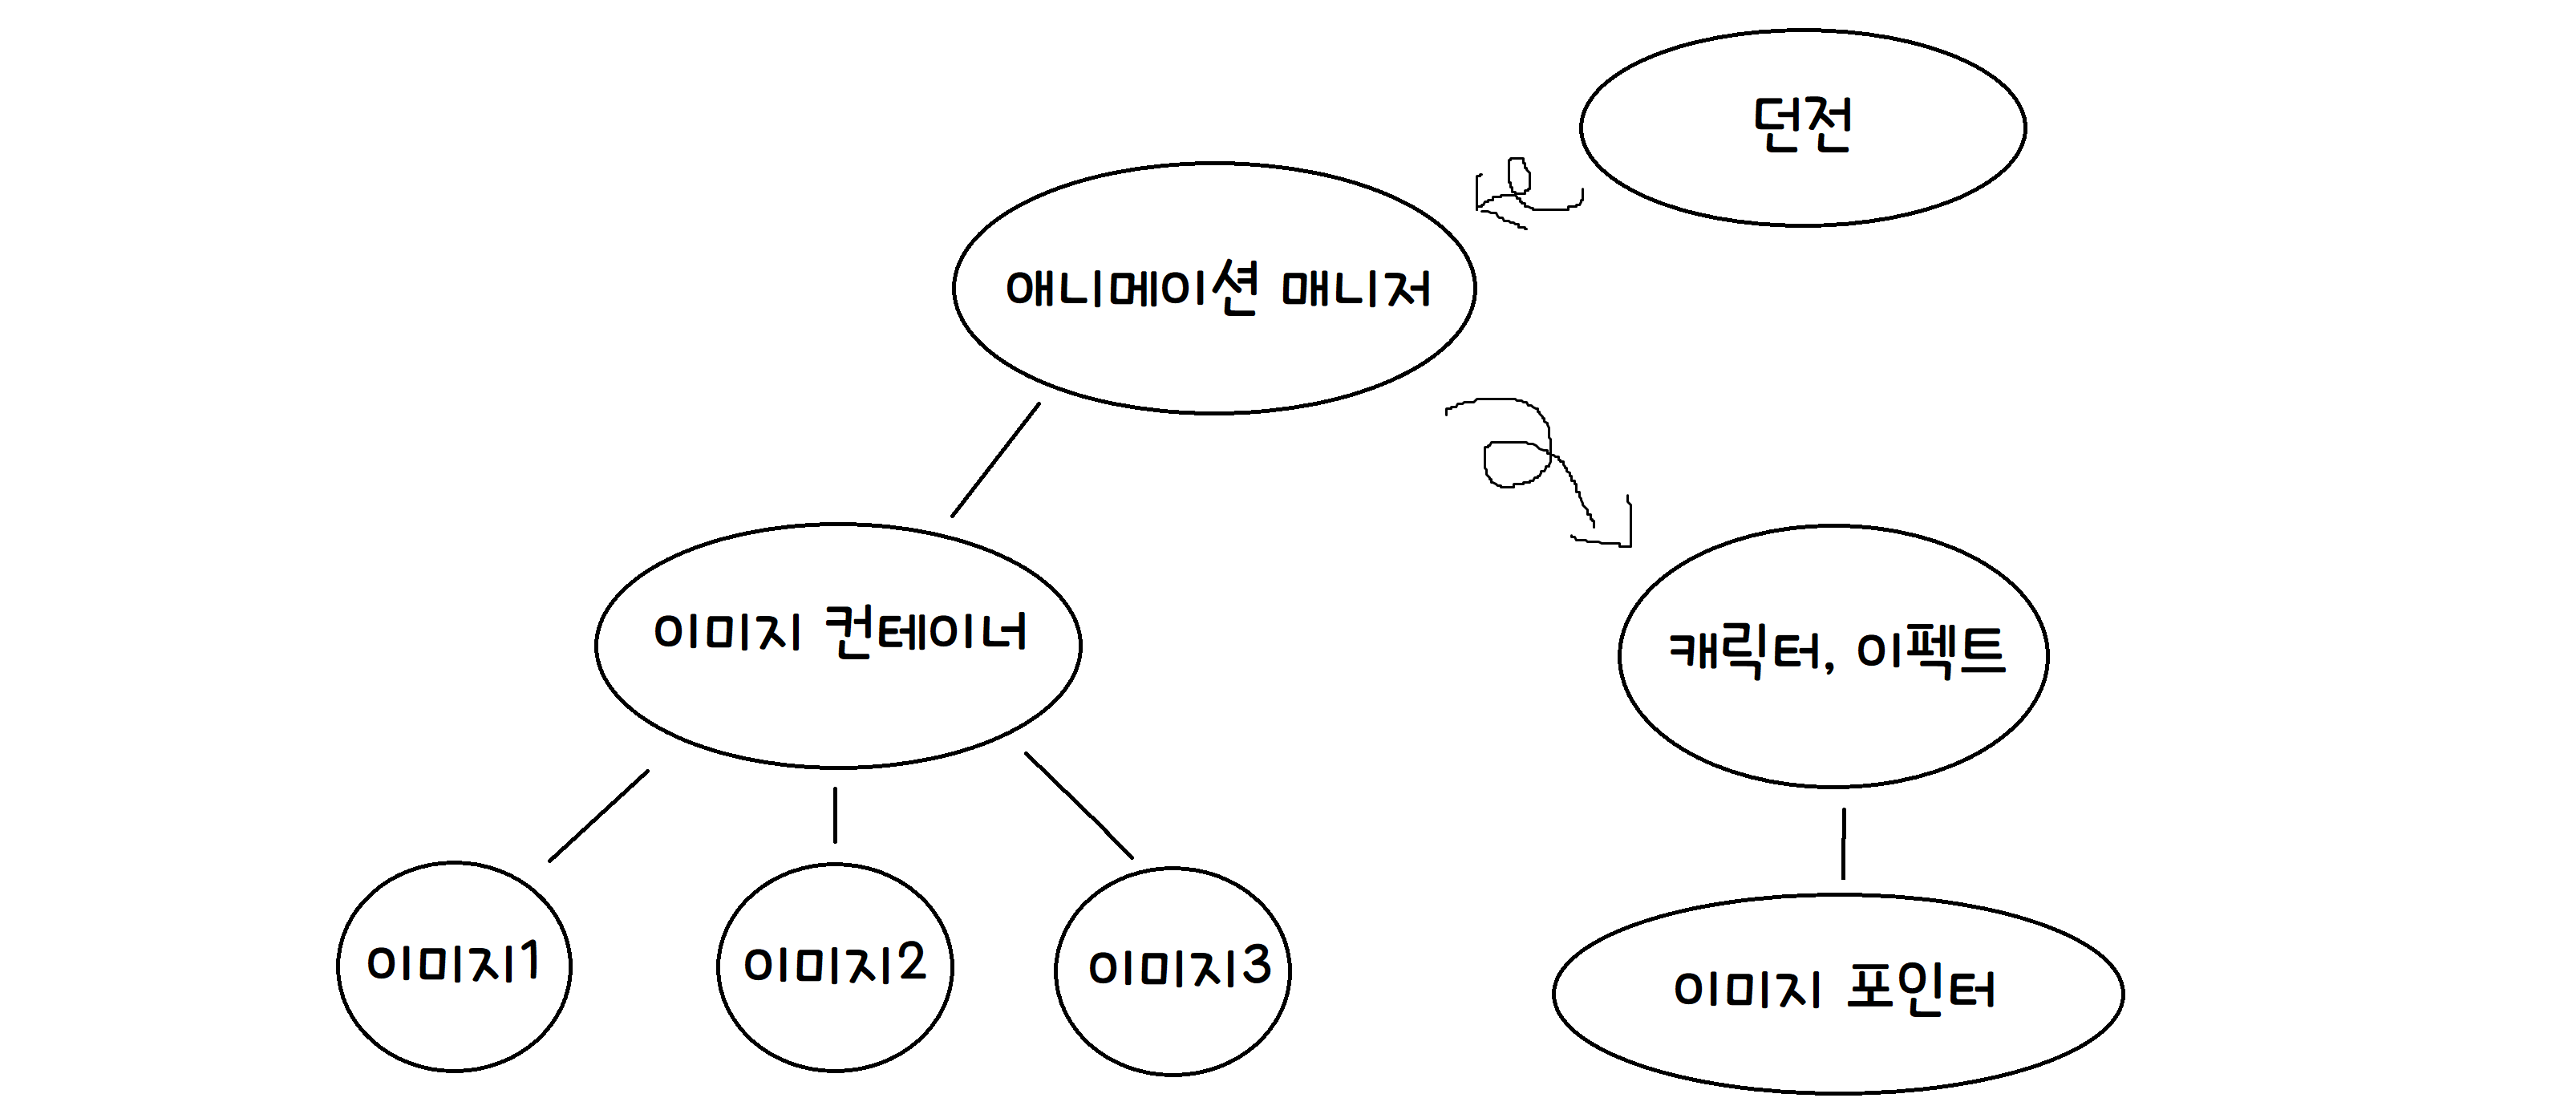 던전
애니메이션 매니저
이미지 컨테이너
캐릭터, 이펙트
이미지1
이미지2
이미지3
이미지 포인터